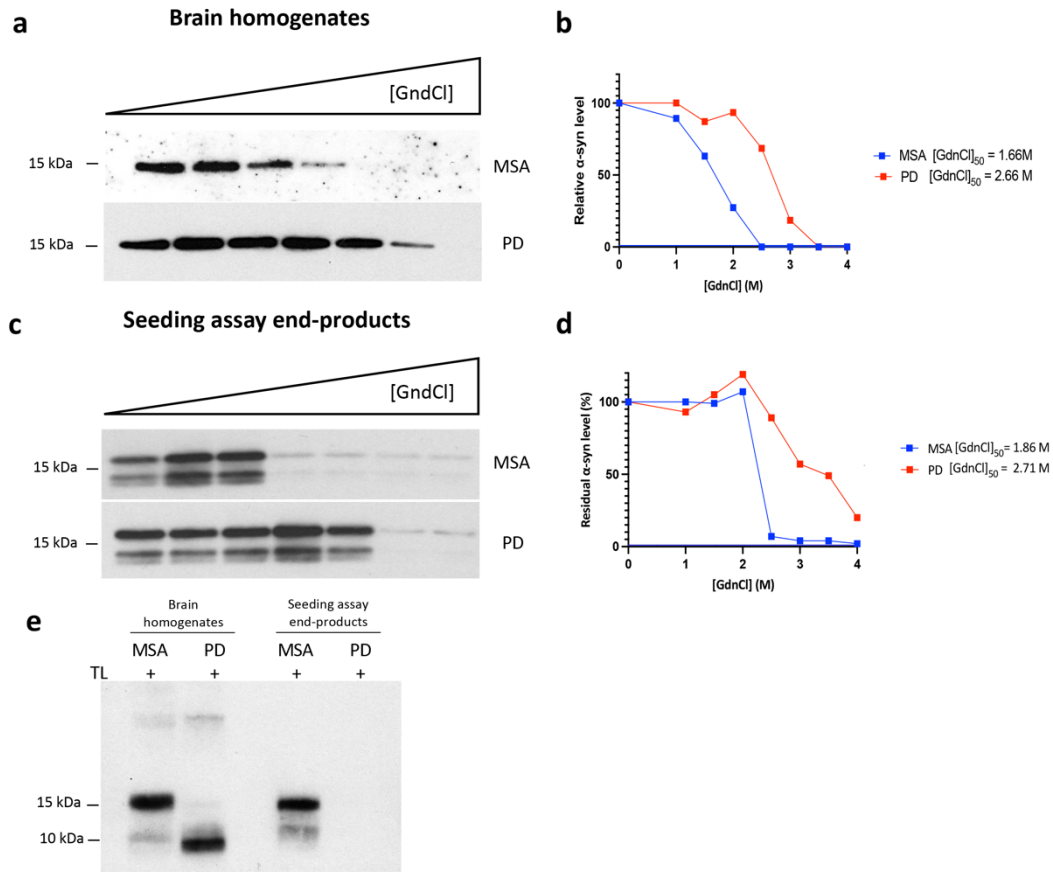 a
Brain homogenates
[GndCl]
15 kDa
MSA
15 kDa
PD
b
Relative α-syn level
100
50
0
0 1 2 3 4
[GdnCl] (M)
MSA [GdnCl]50 = 1.66M
PD [GdnCl]50 = 2.66 M
c
Seeding assay end-products
[GndCl]
15 kDa
MSA
15 kDa
PD
d
Residual α-syn level (%)
100
50
0
0 1 2 3 4
[GdnCl] (M)
MSA [GdnCl]50= 1.86 M
PD [GdnCl]50 = 2.71 M
e
Brain
homogenates
Seeding assay
end-products
MSA PD MSA PD
TL + + + +
15 kDa
10 kDa